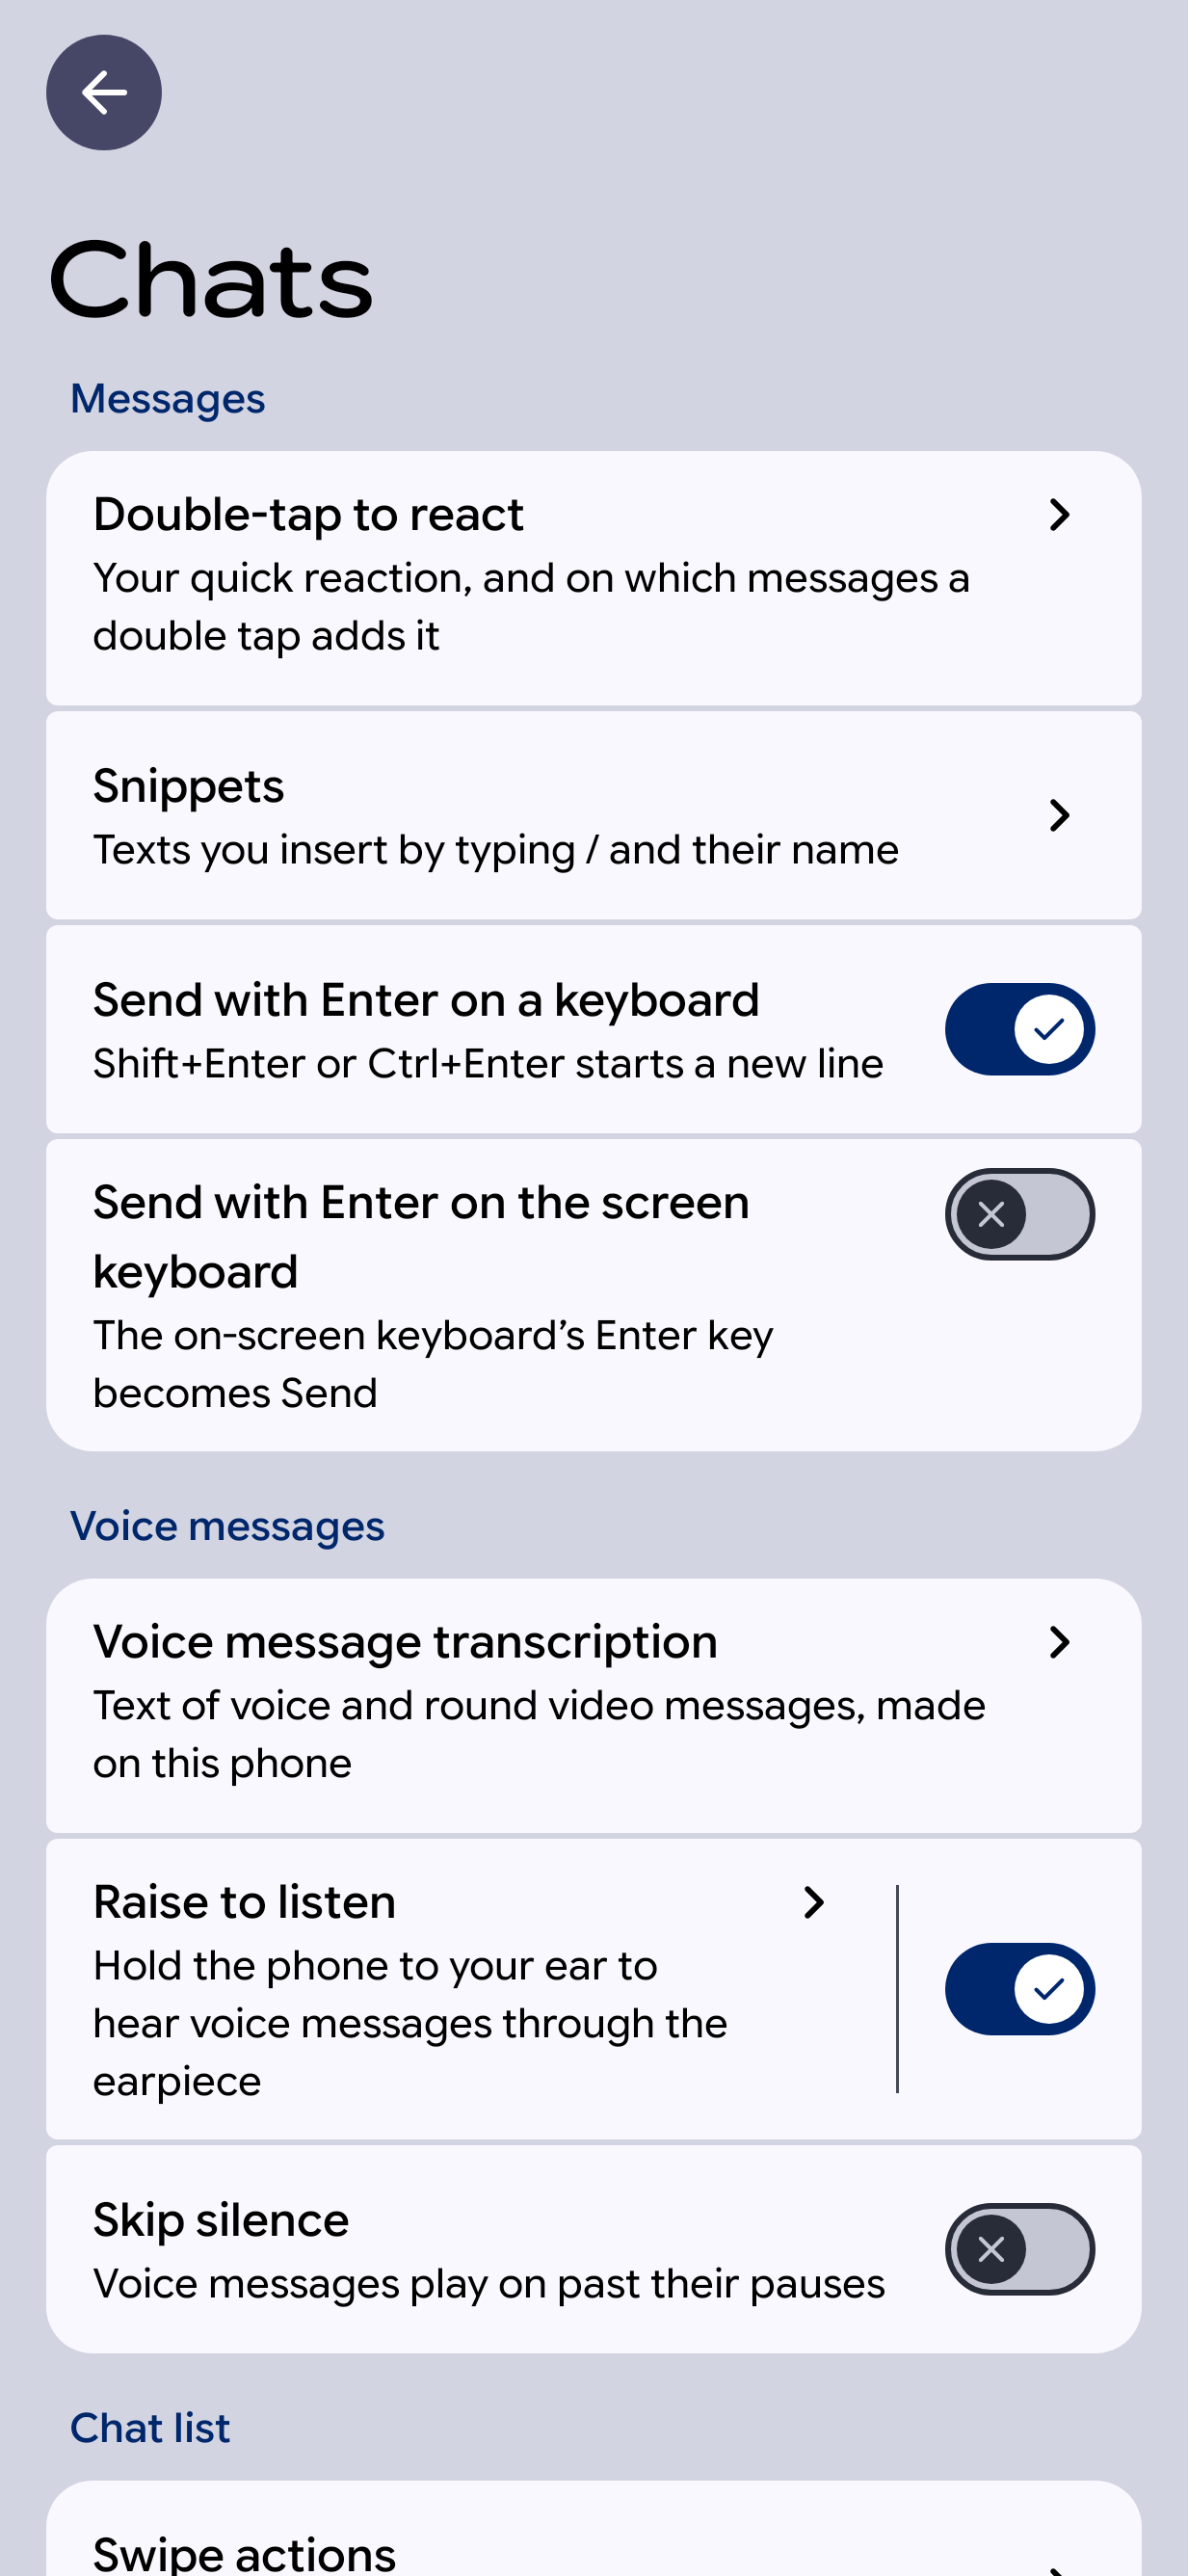 Chats
Messages
Double-tap to react
Your quick reaction, and on which messages a
double tap adds it
Snippets
Texts you insert by typing / and their name
Send with Enter on a keyboard
Shift+Enter or Ctrl+Enter starts a new line
Send with Enter on the screen
keyboard
The on-screen keyboard’s Enter key
becomes Send
Voice messages
Voice message transcription
Text of voice and round video messages, made
on this phone
Raise to listen
Hold the phone to your ear to
hear voice messages through the
earpiece
Skip silence
Voice messages play on past their pauses
Chat list
Swipe actions